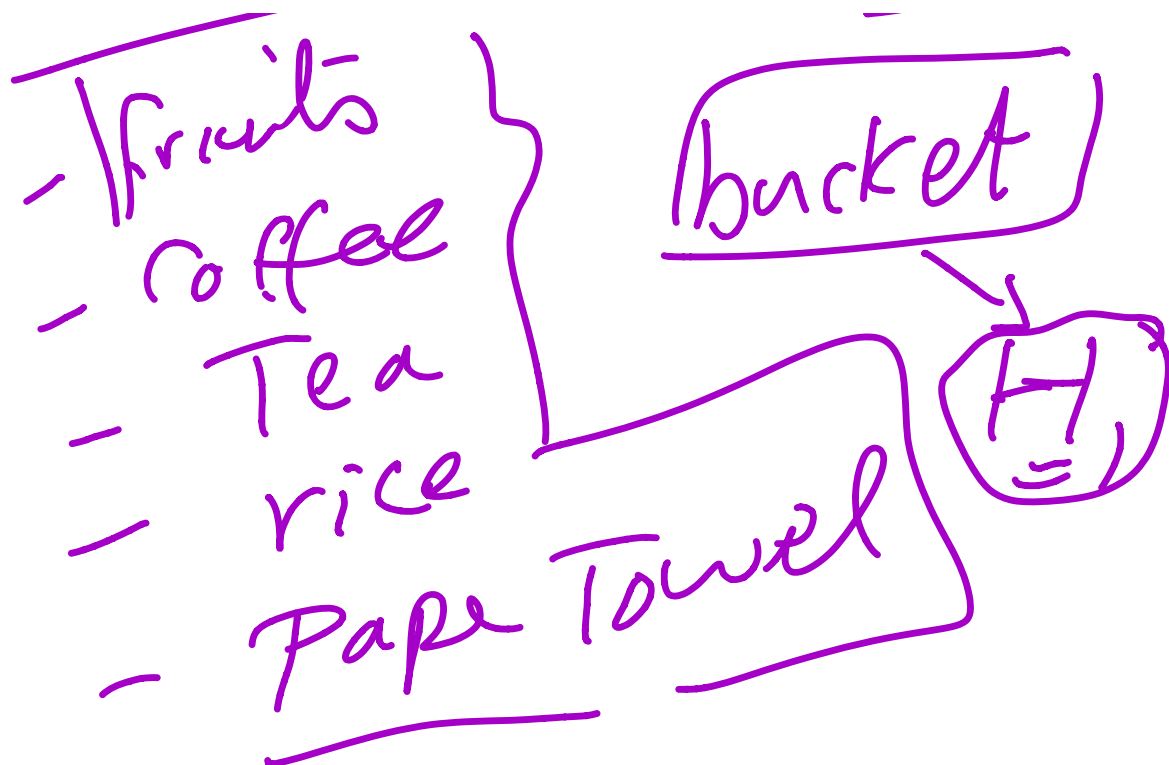 - Fruits
- Coffee
- Tea
- rice
- Pape Towel
bucket
H